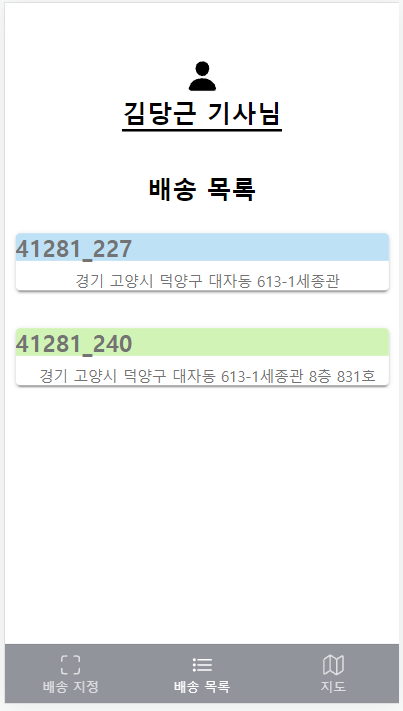 김당근 기사님
배송 목록
41281_227
경기 고양시 덕양구 대자동 613-1세종관
41281_240
경기 고양시 덕양구 대자동 613-1세종관 8층 831호
배송 지정
배송 목록
지도